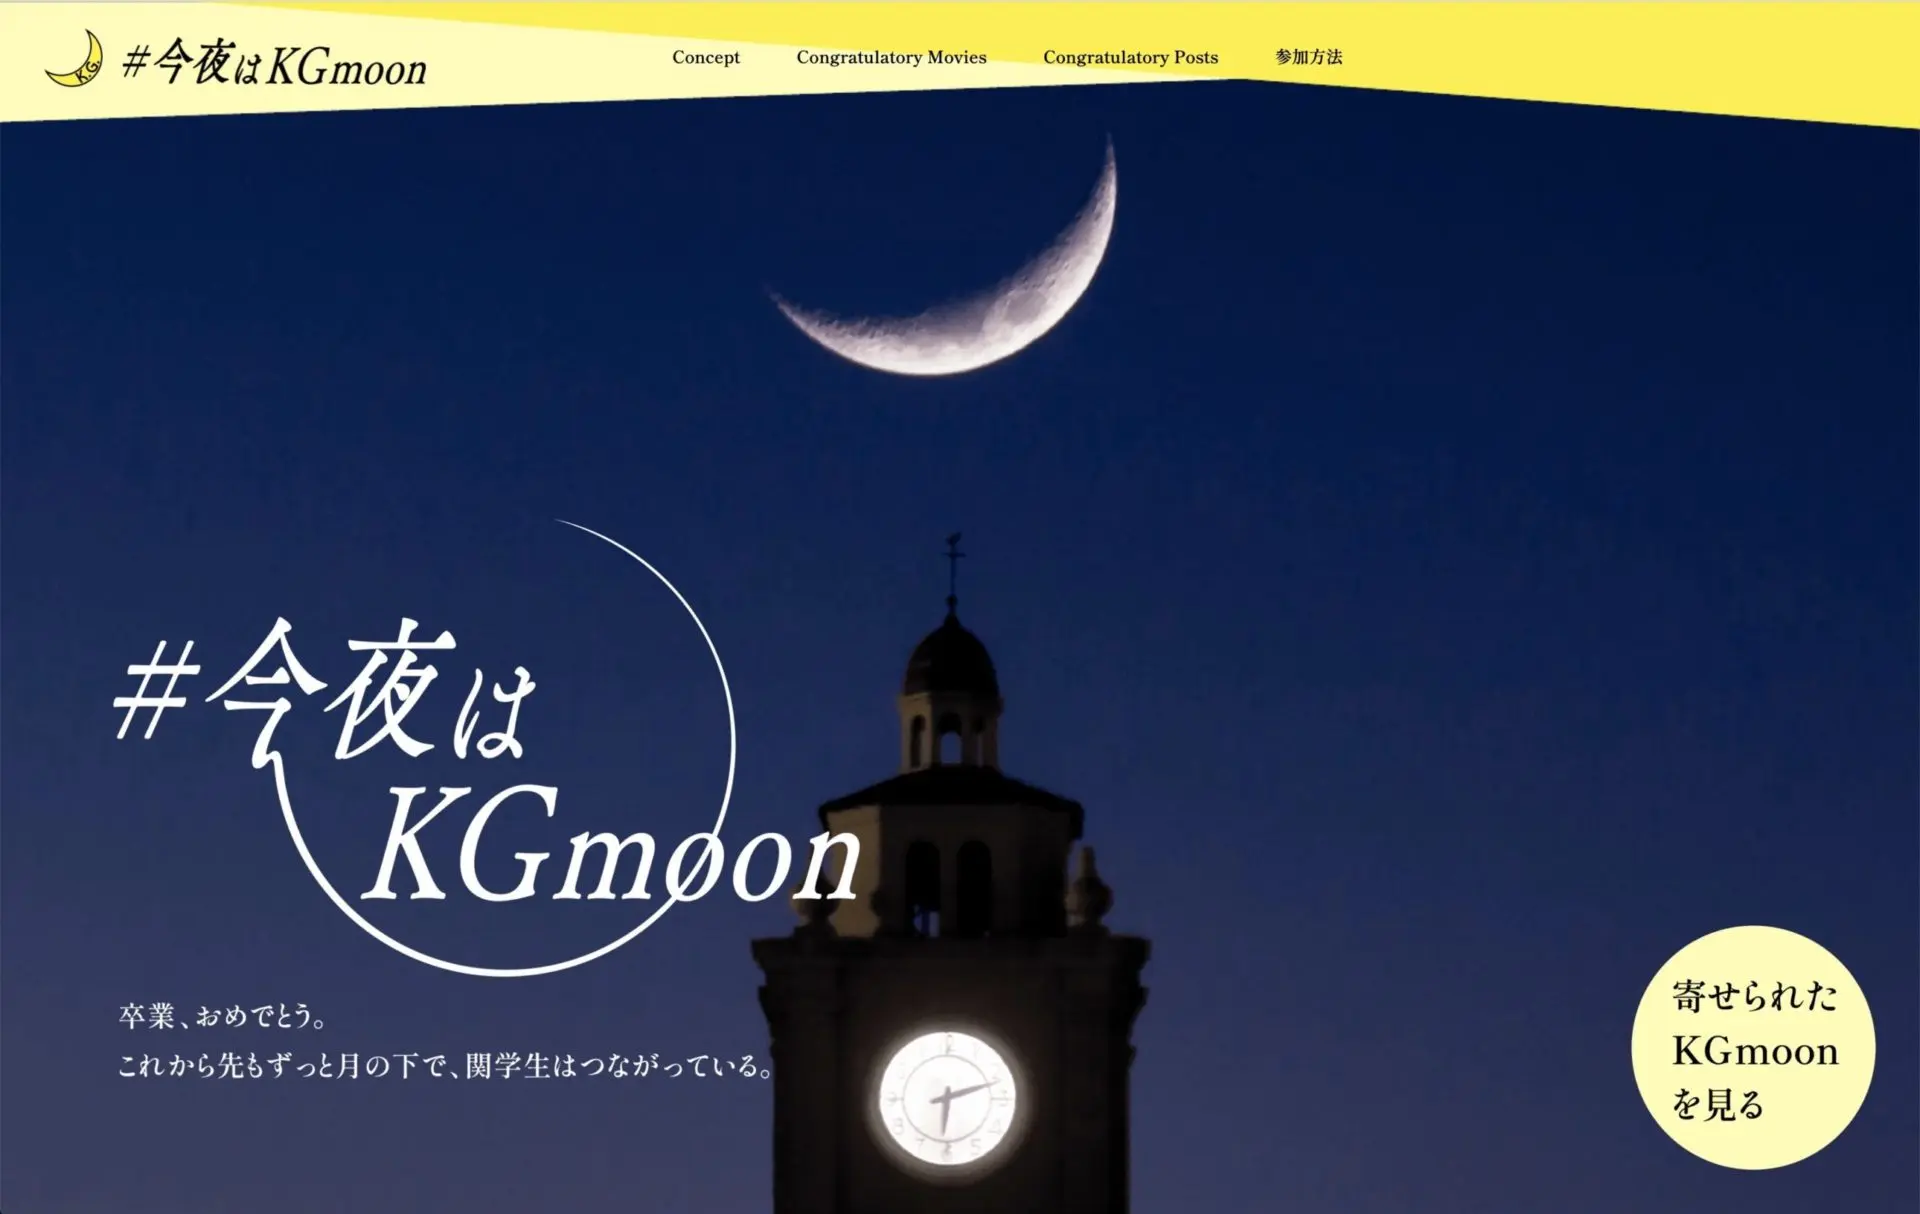 K.G.
#今夜はKGmoon
Concept
Congratulatory Movies
Congratulatory Posts
参加方法
#今夜は
KGmoon
卒業、おめでとう。
これから先もずっと月の下で、関学生はつながっている。
寄せられた
KGmoon
を見る